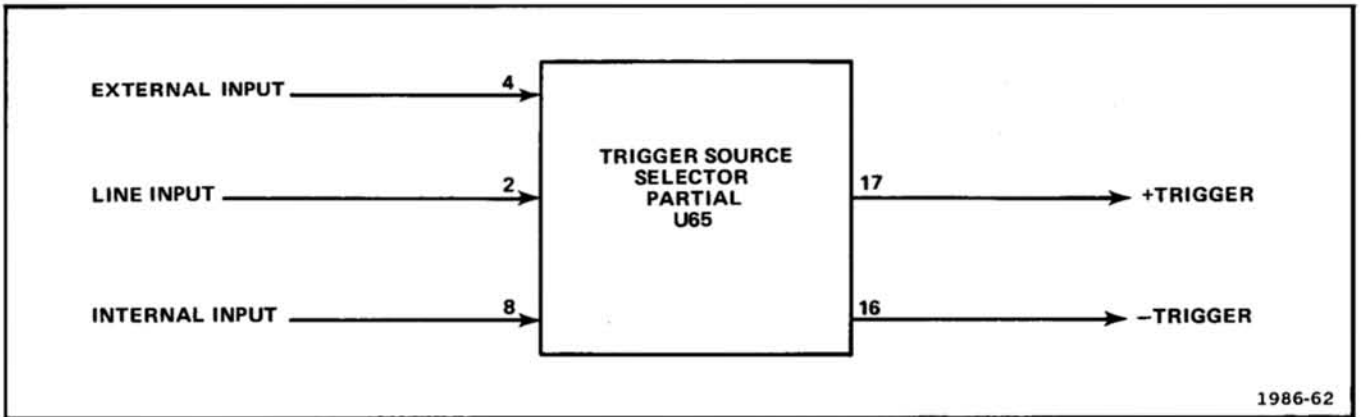 EXTERNAL INPUT 4
TRIGGER SOURCE
SELECTOR
PARTIAL
U65
LINE INPUT 2
17 +TRIGGER
INTERNAL INPUT 8
16 –TRIGGER
1986-62